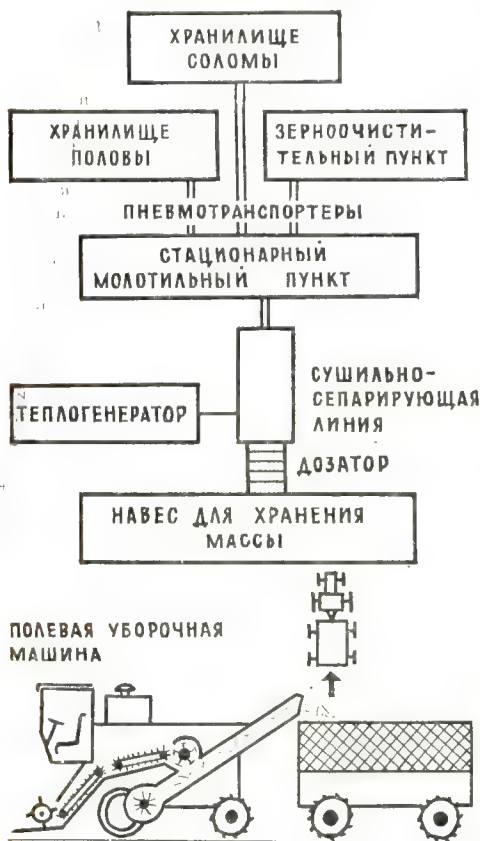 ХРАНИЛИЩЕ
СОЛОМЫ
ХРАНИЛИЩЕ
ПОЛОВЫ
ЗЕРНООЧИСТИ-
ТЕЛЬНЫЙ ПУНКТ
ПНЕВМОТРАНСПОРТЕРЫ
СТАЦИОНАРНЫЙ
МОЛОТИЛЬНЫЙ ПУНКТ
СУШИЛЬНО-
СЕПАРИРУЮЩАЯ
ЛИНИЯ
ТЕПЛОГЕНЕРАТОР
ДОЗАТОР
НАВЕС ДЛЯ ХРАНЕНИЯ
МАССЫ
ПОЛЕВАЯ УБОРОЧНАЯ
МАШИНА